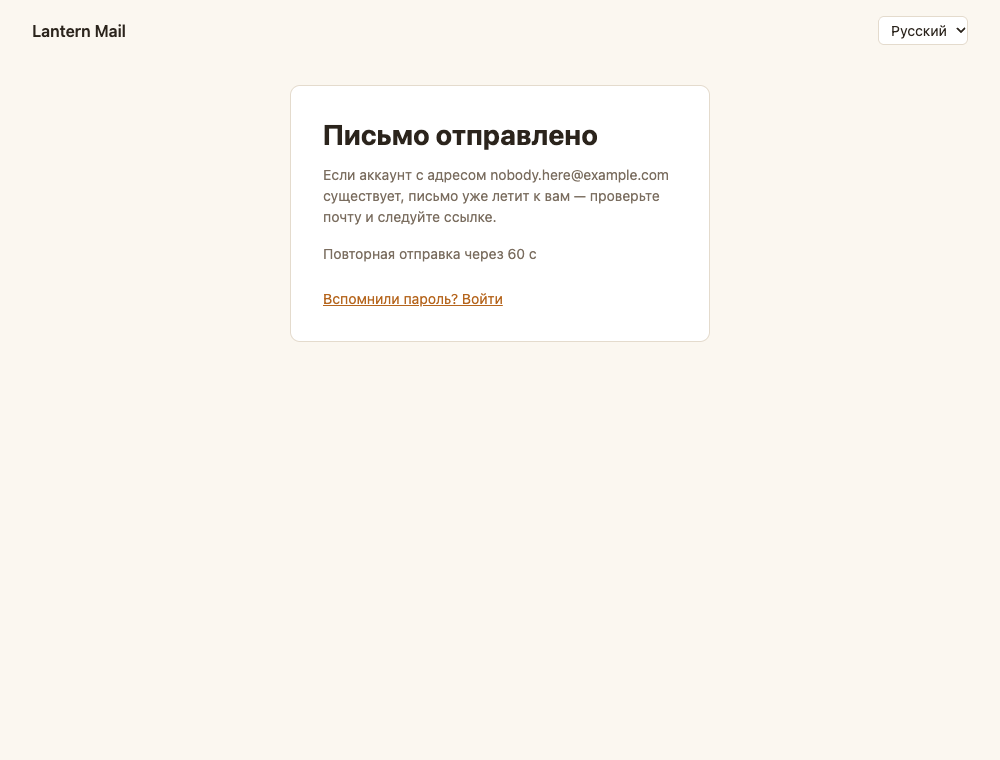 Lantern Mail
Русский
Письмо отправлено
Если аккаунт с адресом nobody.here@example.com
существует, письмо уже летит к вам — проверьте
почту и следуйте ссылке.
Повторная отправка через 60 с
Вспомнили пароль? Войти